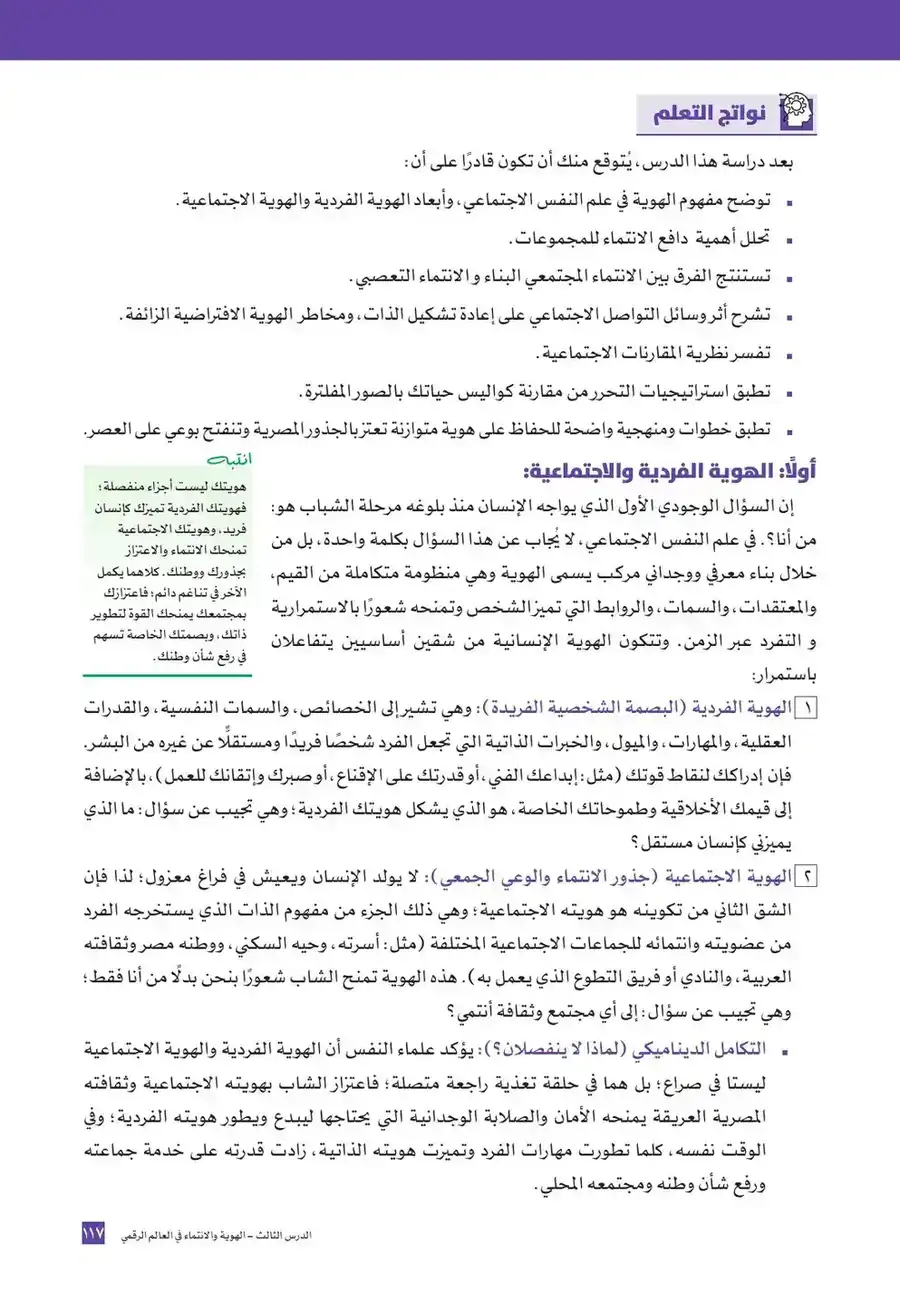 نواتج التعلم
بعد دراسة هذا الدرس، يُتوقع منك أن تكون قادرًا على أن:
▪ توضح مفهوم الهوية في علم النفس الاجتماعي، وأبعاد الهوية الفردية والهوية الاجتماعية.
▪ تحلل أهمية دافع الانتماء للمجموعات.
▪ تستنتج الفرق بين الانتماء المجتمعي البناء والانتماء التعصبي.
▪ تشرح أثر وسائل التواصل الاجتماعي على إعادة تشكيل الذات، ومخاطر الهوية الافتراضية الزائفة.
▪ تفسر نظرية المقارنات الاجتماعية.
▪ تطبق استراتيجيات التحرر من مقارنة كواليس حياتك بالصور المفلترة.
▪ تطبق خطوات ومنهجية واضحة للحفاظ على هوية متوازنة تعتز بالجذور المصرية وتنفتح بوعي على العصر.
أولًا: الهوية الفردية والاجتماعية:
إن السؤال الوجودي الأول الذي يواجه الإنسان منذ بلوغه مرحلة الشباب هو:
من أنا؟. في علم النفس الاجتماعي، لا يُجاب عن هذا السؤال بكلمة واحدة، بل من
خلال بناء معرفي ووجداني مركب يسمى الهوية وهي منظومة متكاملة من القيم،
والمعتقدات، والسمات، والروابط التي تميز الشخص وتمنحه شعورًا بالاستمرارية
و التفرد عبر الزمن. وتتكون الهوية الإنسانية من شقين أساسيين يتفاعلان
باستمرار:
انتبه
هويتك ليست أجزاء منفصلة؛
فهويتك الفردية تميزك كإنسان
فريد، وهويتك الاجتماعية
تمنحك الانتماء والاعتزاز
بجذورك ووطنك. كلاهما يكمل
الآخر في تناغم دائم؛ فاعتزازك
بمجتمعك يمنحك القوة لتطوير
ذاتك، وبصمتك الخاصة تسهم
في رفع شأن وطنك.
١ الهوية الفردية (البصمة الشخصية الفريدة): وهي تشير إلى الخصائص، والسمات النفسية، والقدرات
العقلية، والمهارات، والميول، والخبرات الذاتية التي تجعل الفرد شخصًا فريدًا ومستقلًّا عن غيره من البشر.
فإن إدراكك لنقاط قوتك (مثل: إبداعك الفني، أو قدرتك على الإقناع، أو صبرك وإتقانك للعمل)، بالإضافة
إلى قيمك الأخلاقية وطموحاتك الخاصة، هو الذي يشكل هويتك الفردية؛ وهي تجيب عن سؤال: ما الذي
يميزني كإنسان مستقل؟
٢ الهوية الاجتماعية (جذور الانتماء والوعي الجمعي): لا يولد الإنسان ويعيش في فراغ معزول؛ لذا فإن
الشق الثاني من تكوينه هو هويته الاجتماعية؛ وهي ذلك الجزء من مفهوم الذات الذي يستخرجه الفرد
من عضويته وانتمائه للجماعات الاجتماعية المختلفة (مثل: أسرته، وحيه السكني، ووطنه مصر وثقافته
العربية، والنادي أو فريق التطوع الذي يعمل به). هذه الهوية تمنح الشاب شعورًا بنحن بدلًا من أنا فقط؛
وهي تجيب عن سؤال: إلى أي مجتمع وثقافة أنتمي؟
▪ التكامل الديناميكي (لماذا لا ينفصلان؟): يؤكد علماء النفس أن الهوية الفردية والهوية الاجتماعية
ليستا في صراع؛ بل هما في حلقة تغذية راجعة متصلة؛ فاعتزاز الشاب بهويته الاجتماعية وثقافته
المصرية العريقة يمنحه الأمان والصلابة الوجدانية التي يحتاجها ليبدع ويطور هويته الفردية؛ وفي
الوقت نفسه، كلما تطورت مهارات الفرد وتميزت هويته الذاتية، زادت قدرته على خدمة جماعته
ورفع شأن وطنه ومجتمعه المحلي.
الدرس الثالث – الهوية والانتماء في العالم الرقمي ١١٧